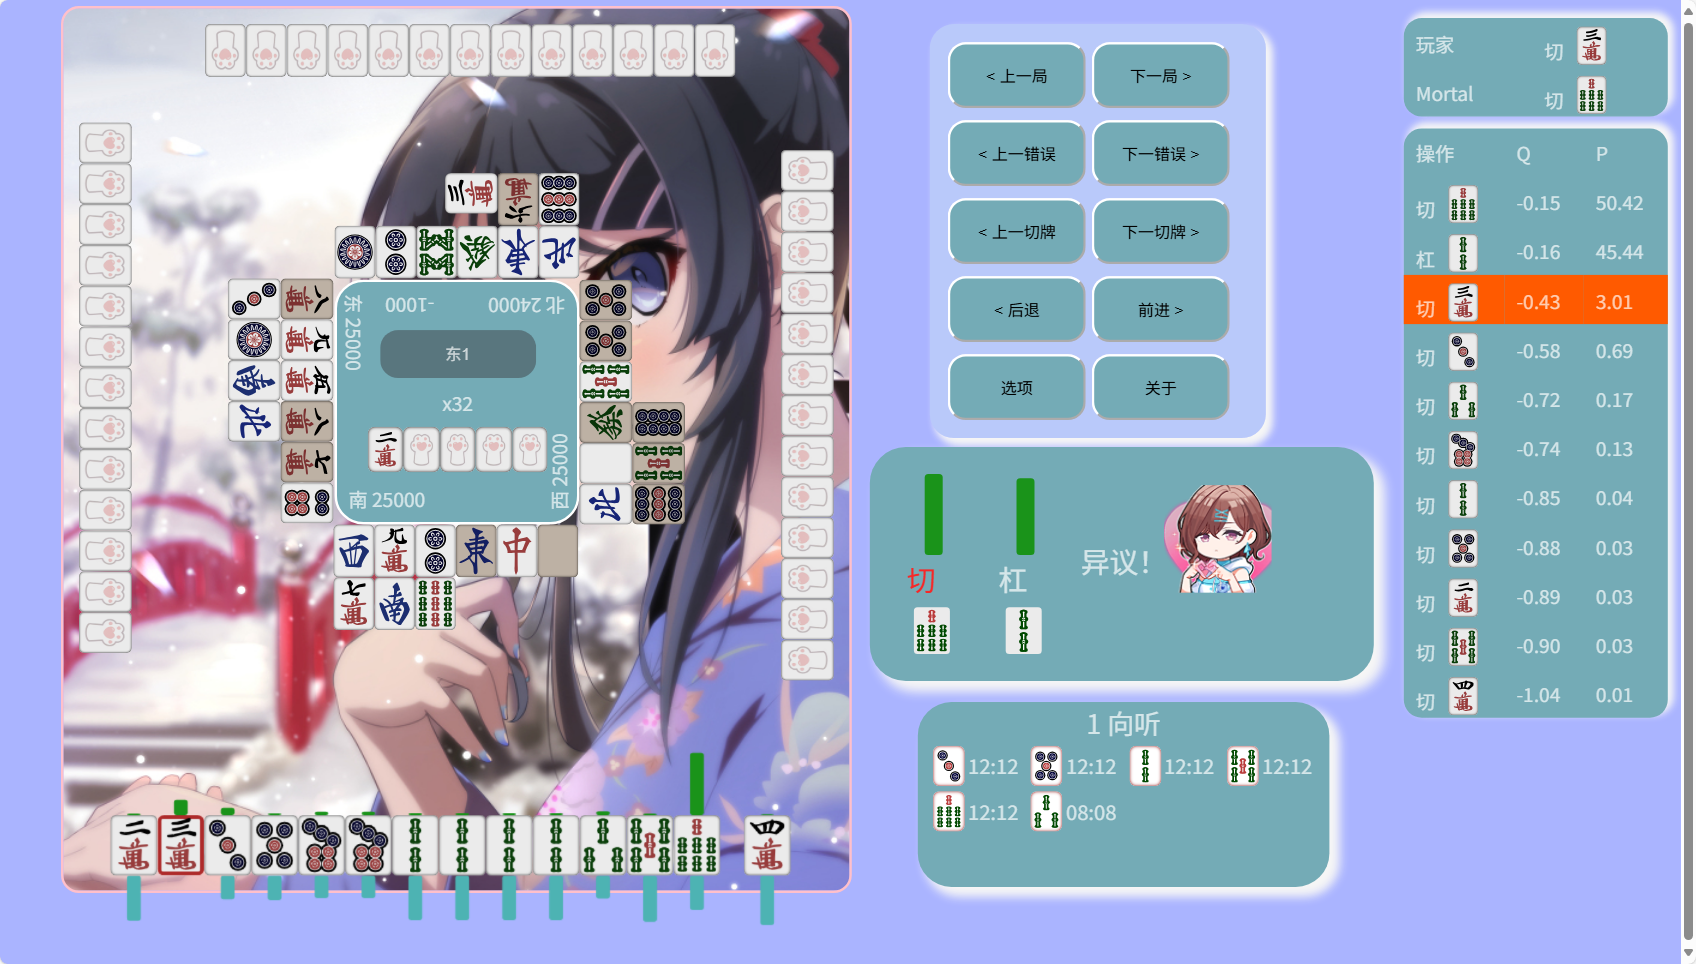 < 上一局
下一局 >
< 上一错误
下一错误 >
< 上一切牌
下一切牌 >
< 后退
前进 >
选项
关于
北 24000
-1000
东 25000
东1
x32
南 25000
西 25000
玩家 切
Mortal 切
操作 Q P
切 -0.15 50.42
杠 -0.16 45.44
切 -0.43 3.01
切 -0.58 0.69
切 -0.72 0.17
切 -0.74 0.13
切 -0.85 0.04
切 -0.88 0.03
切 -0.89 0.03
切 -0.90 0.03
切 -1.04 0.01
切
杠
异议!
1 向听
12:12 12:12 12:12 12:12
12:12 08:08